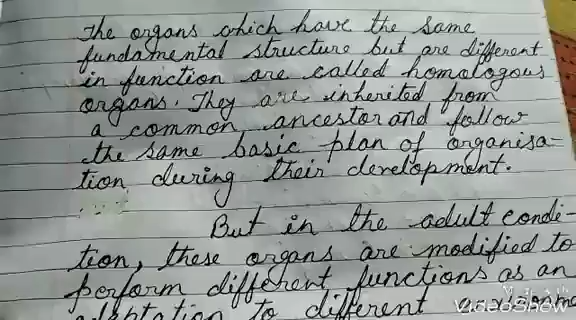 The organs which have the same
fundamental structure but are different
in function are called homologous
organs. They are inherited from
a common ancestor and follow
the same basic plan of organisa-
tion during their development.
But in the adult condi-
tion, these organs are modified to
perform different functions as an
adaptation to different
VideoShow